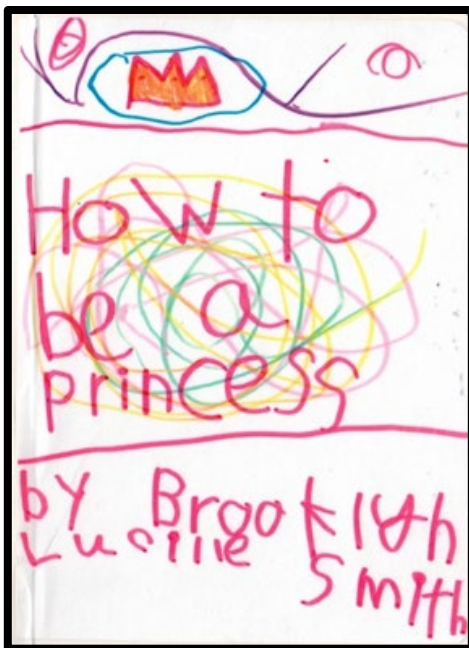 How to
be a
princess
by Brooklyn
Lucille
Smith